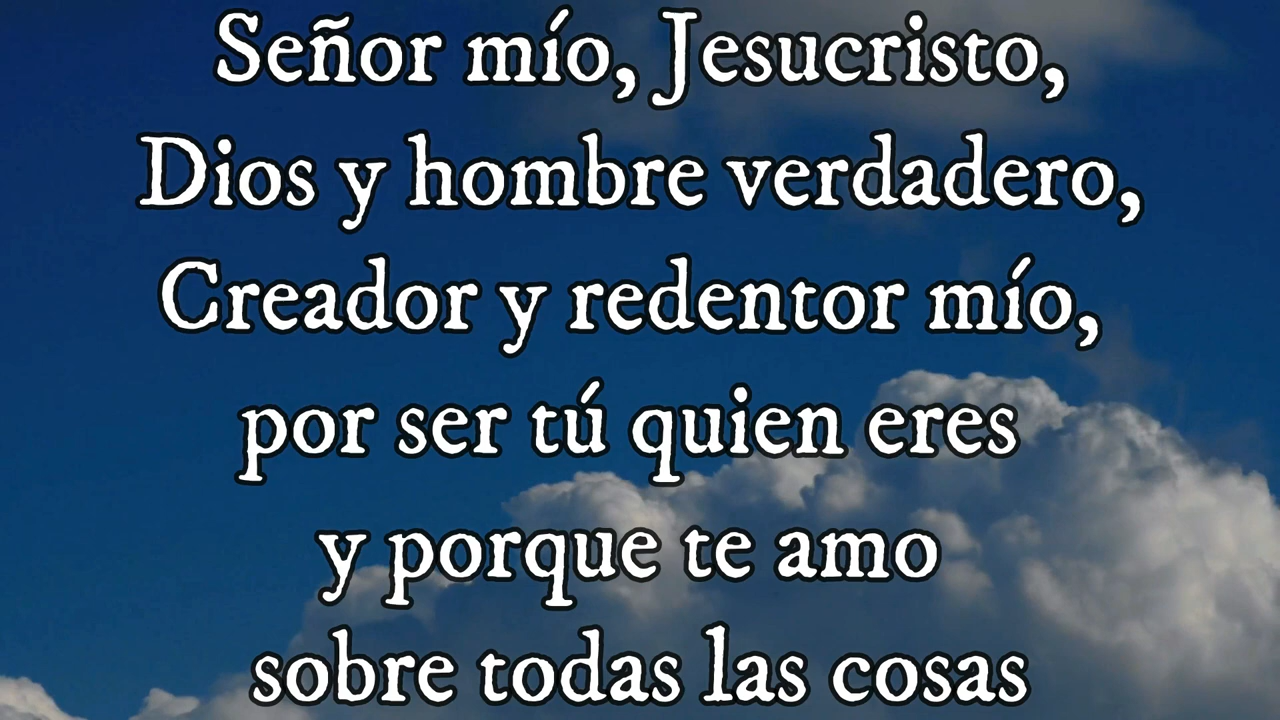 Señor mío, Jesucristo,
Dios y hombre verdadero,
Creador y redentor mío,
por ser tú quien eres
y porque te amo
sobre todas las cosas